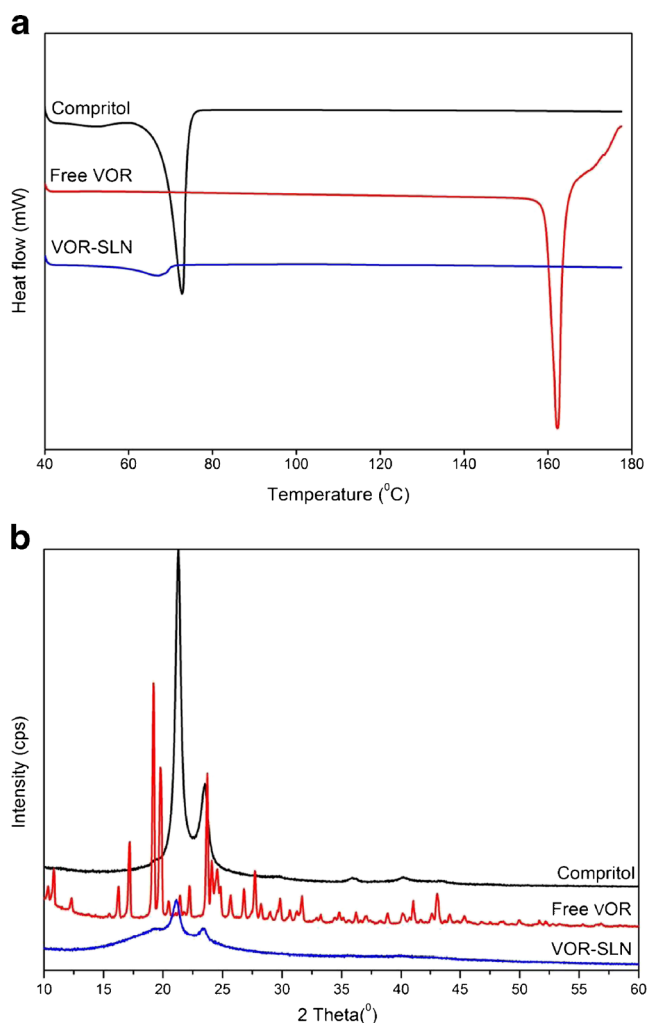 a
Compritol
Free VOR
VOR-SLN
Heat flow (mW)
40 60 80 100 120 140 160 180
Temperature (⁰C)
b
Intensity (cps)
Compritol
Free VOR
VOR-SLN
10 15 20 25 30 35 40 45 50 55 60
2 Theta(⁰)